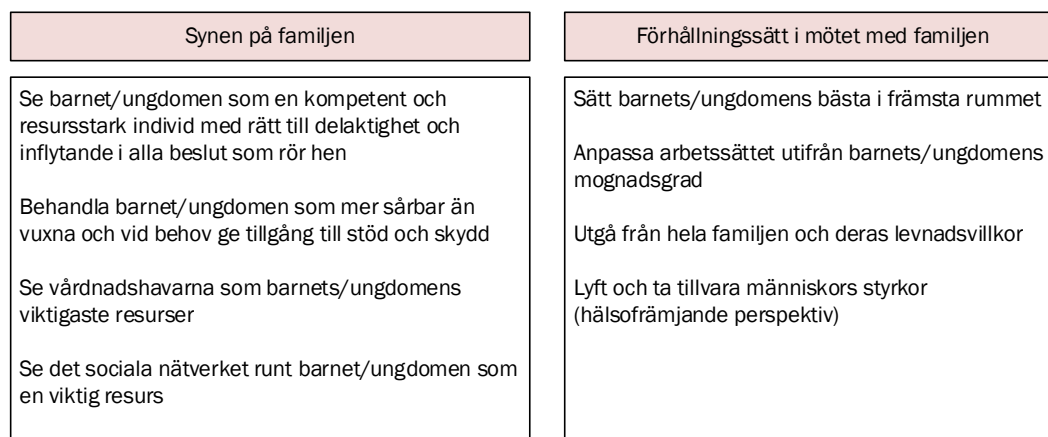 Synen på familjen
Se barnet/ungdomen som en kompetent och
resursstark individ med rätt till delaktighet och
inflytande i alla beslut som rör hen
Behandla barnet/ungdomen som mer sårbar än
vuxna och vid behov ge tillgång till stöd och skydd
Se vårdnadshavarna som barnets/ungdomens
viktigaste resurser
Se det sociala nätverket runt barnet/ungdomen som
en viktig resurs
Förhållningssätt i mötet med familjen
Sätt barnets/ungdomens bästa i främsta rummet
Anpassa arbetssättet utifrån barnets/ungdomens
mognadsgrad
Utgå från hela familjen och deras levnadsvillkor
Lyft och ta tillvara människors styrkor
(hälsofrämjande perspektiv)